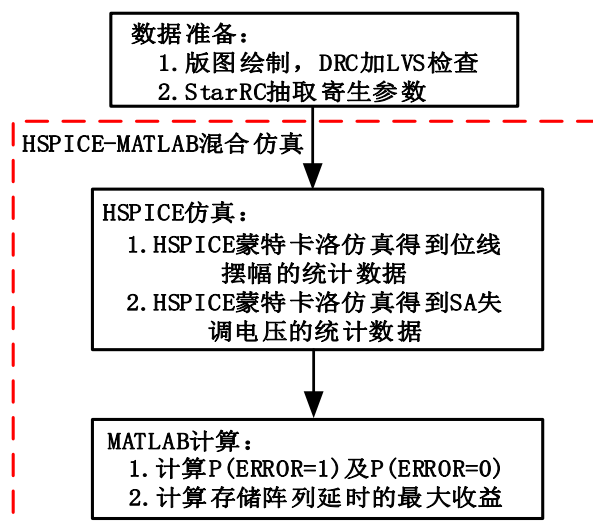 数据准备：
1.版图绘制，DRC加LVS检查
2.StarRC抽取寄生参数
HSPICE-MATLAB混合仿真
HSPICE仿真：
1.HSPICE蒙特卡洛仿真得到位线
摆幅的统计数据
2.HSPICE蒙特卡洛仿真得到SA失
调电压的统计数据
MATLAB计算：
1.计算P(ERROR=1)及P(ERROR=0)
2.计算存储阵列延时的最大收益